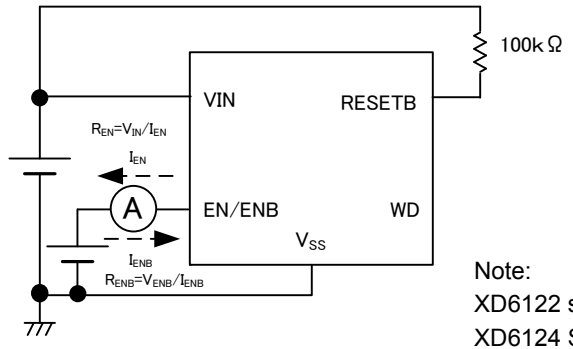 100kΩ
VIN
RESETB
R_EN=V_IN/I_EN
I_EN
A
EN/ENB
WD
V_SS
I_ENB
R_ENB=V_ENB/I_ENB
Note:
XD6122 s
XD6124 S